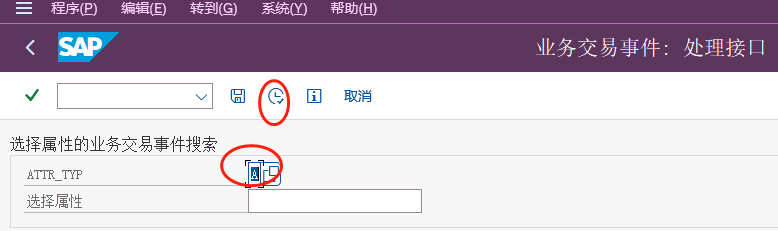 程序(P) 编辑(E) 转到(G) 系统(Y) 帮助(H)
SAP 业务交易事件：处理接口
取消
选择属性的业务交易事件搜索
ATTR_TYP A
选择属性